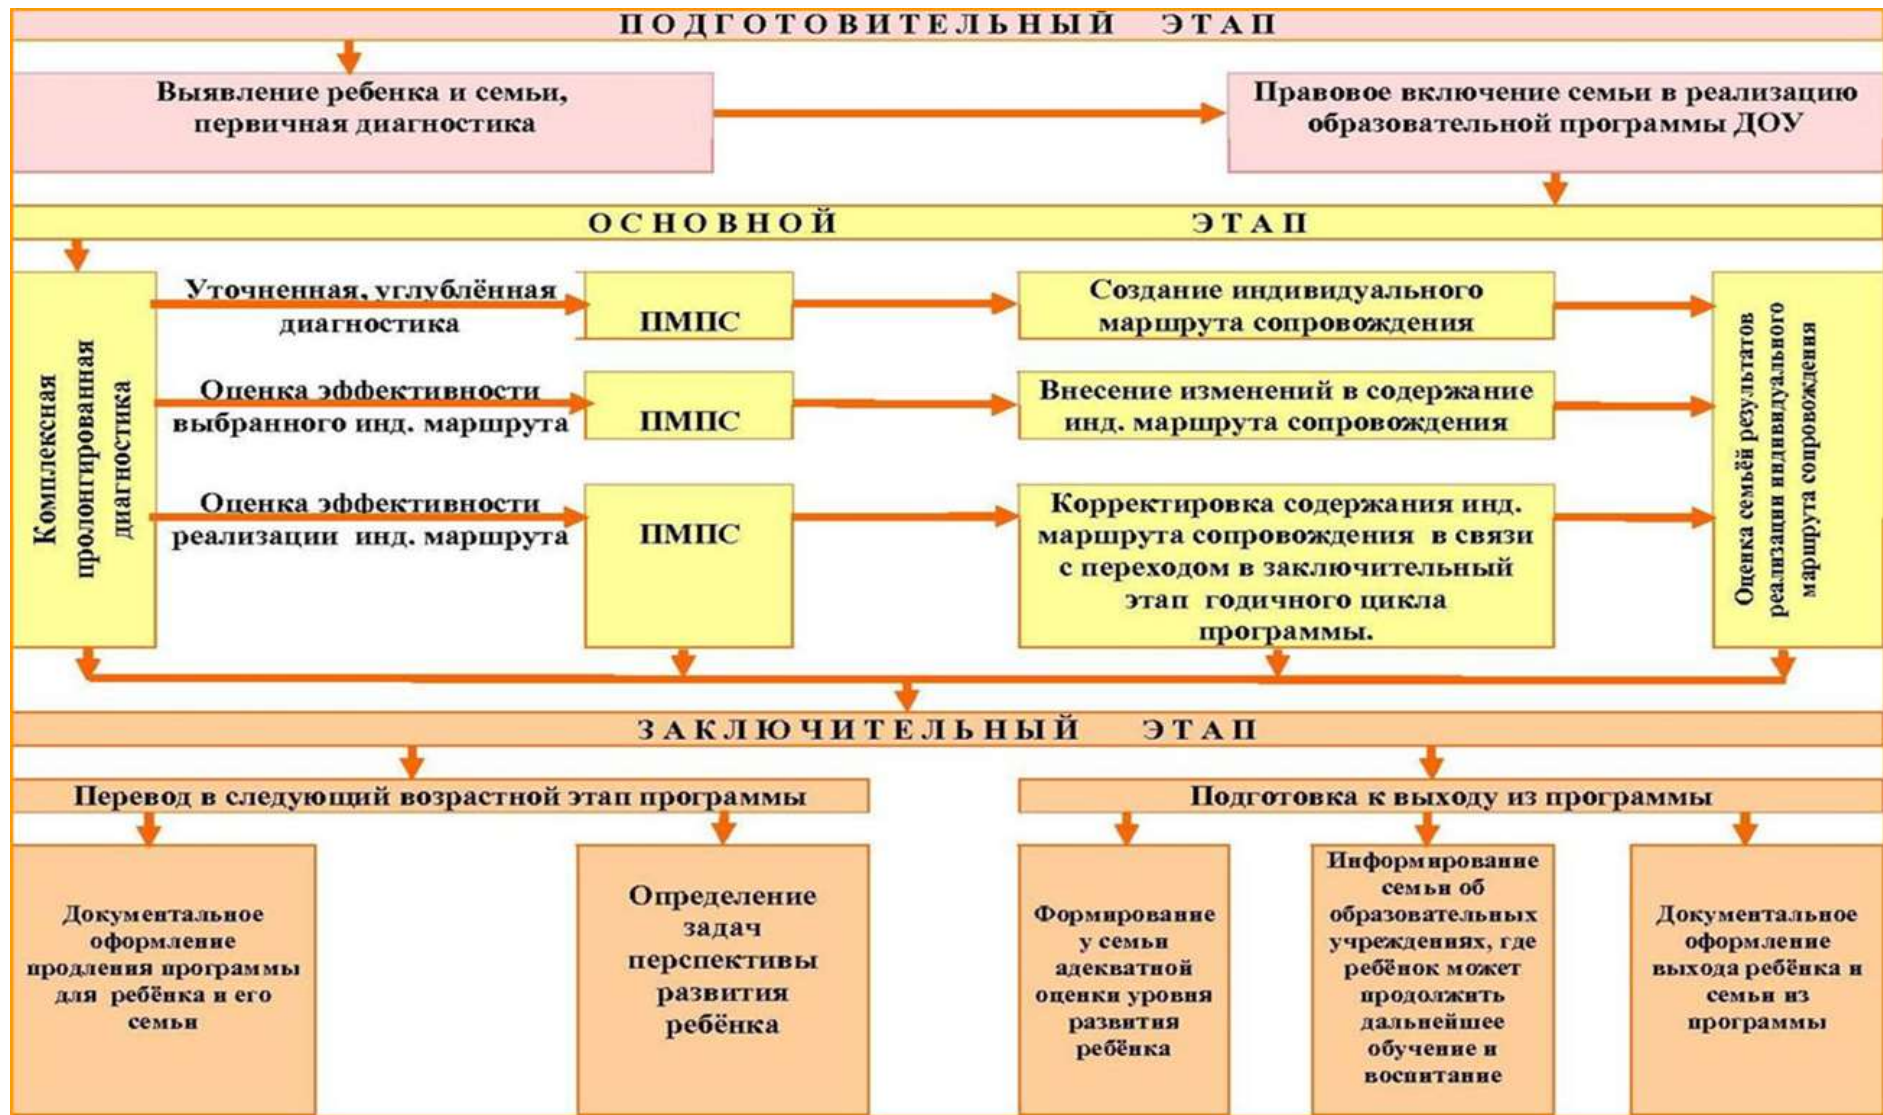 ПОДГОТОВИТЕЛЬНЫЙ ЭТАП
Выявление ребенка и семьи,
первичная диагностика
Правовое включение семьи в реализацию
образовательной программы ДОУ
ОСНОВНОЙ ЭТАП
Комплексная
пролонгированная
диагностика
Уточненная, углублённая
диагностика
ПМПС
Создание индивидуального
маршрута сопровождения
Оценка эффективности
выбранного инд. маршрута
ПМПС
Внесение изменений в содержание
инд. маршрута сопровождения
Оценка эффективности
реализации инд. маршрута
ПМПС
Корректировка содержания инд.
маршрута сопровождения в связи
с переходом в заключительный
этап годичного цикла
программы.
Оценка семьёй результатов
реализации индивидуального
маршрута сопровождения
ЗАКЛЮЧИТЕЛЬНЫЙ ЭТАП
Перевод в следующий возрастной этап программы
Документальное
оформление
продления программы
для ребёнка и его
семьи
Определение
задач
перспективы
развития
ребёнка
Подготовка к выходу из программы
Формирование
у семьи
адекватной
оценки уровня
развития
ребёнка
Информирование
семьи об
образовательных
учреждениях, где
ребёнок может
продолжить
дальнейшее
обучение и
воспитание
Документальное
оформление
выхода ребёнка и
семьи из
программы